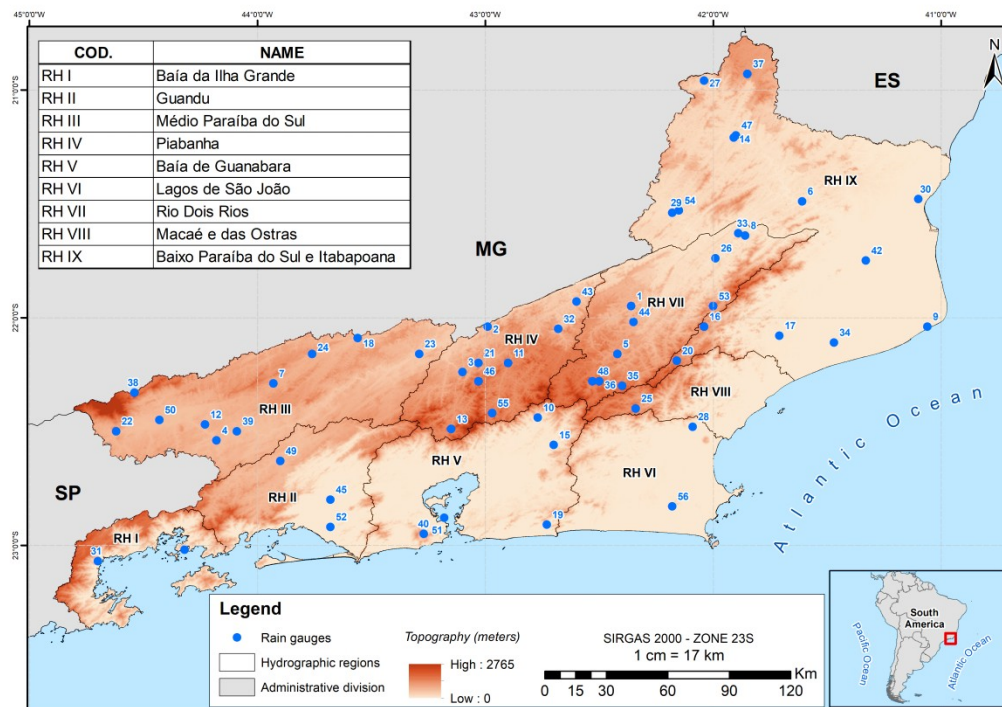 45°0'0"W 44°0'0"W 43°0'0"W 42°0'0"W 41°0'0"W
COD. NAME
RH I Baía da Ilha Grande
RH II Guandu
RH III Médio Paraíba do Sul
RH IV Piabanha
RH V Baía de Guanabara
RH VI Lagos de São João
RH VII Rio Dois Rios
RH VIII Macaé e das Ostras
RH IX Baixo Paraíba do Sul e Itabapoana
N
37
27
ES
21°0'0"S
47
14
RH IX
6
30
29 54
33 8
MG
26
42
43
1
RH VII
53
22°0'0"S
2
32
44
16
9
18
RH IV
17
34
24
23
21
11
5
20
3
46
48
36
35
RH VIII
38
7
RH III
55
25
50
12
13
10
28
22
4
39
15
49
RH V
RH VI
SP
RH II
45
56
52
40
51
19
RH I
23°0'0"S
31
Atlantic Ocean
Legend
Rain gauges
Hydrographic regions
Administrative division
Topography (meters)
High : 2765
Low : 0
SIRGAS 2000 - ZONE 23S
1 cm = 17 km
Km
0 15 30 60 90 120
South
America
Pacific Ocean
Atlantic Ocean